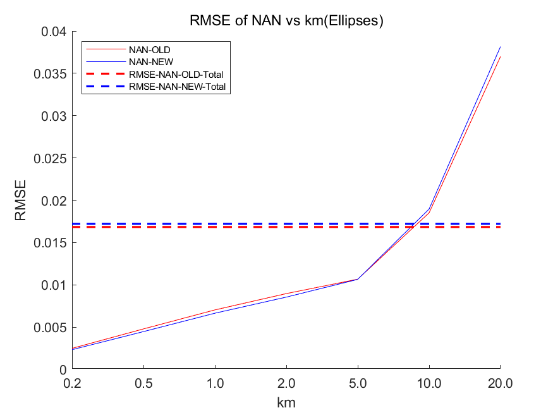 RMSE of NAN vs km(Ellipses)
NAN-OLD
NAN-NEW
RMSE-NAN-OLD-Total
RMSE-NAN-NEW-Total
0.04
0.035
0.03
0.025
0.02
0.015
0.01
0.005
0
RMSE
0.2 0.5 1.0 2.0 5.0 10.0 20.0
km